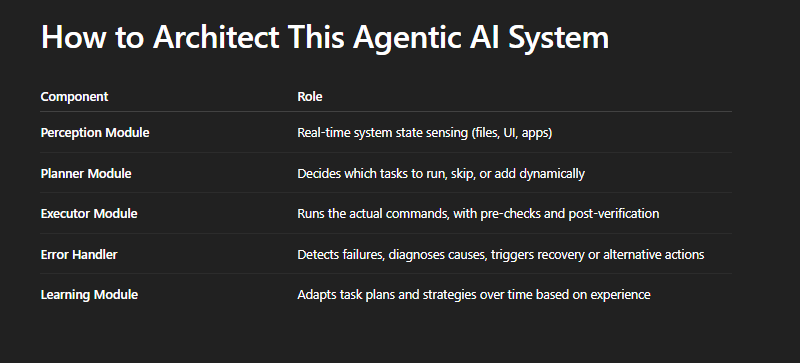 How to Architect This Agentic AI System
Component Role
Perception Module Real-time system state sensing (files, UI, apps)
Planner Module Decides which tasks to run, skip, or add dynamically
Executor Module Runs the actual commands, with pre-checks and post-verification
Error Handler Detects failures, diagnoses causes, triggers recovery or alternative actions
Learning Module Adapts task plans and strategies over time based on experience